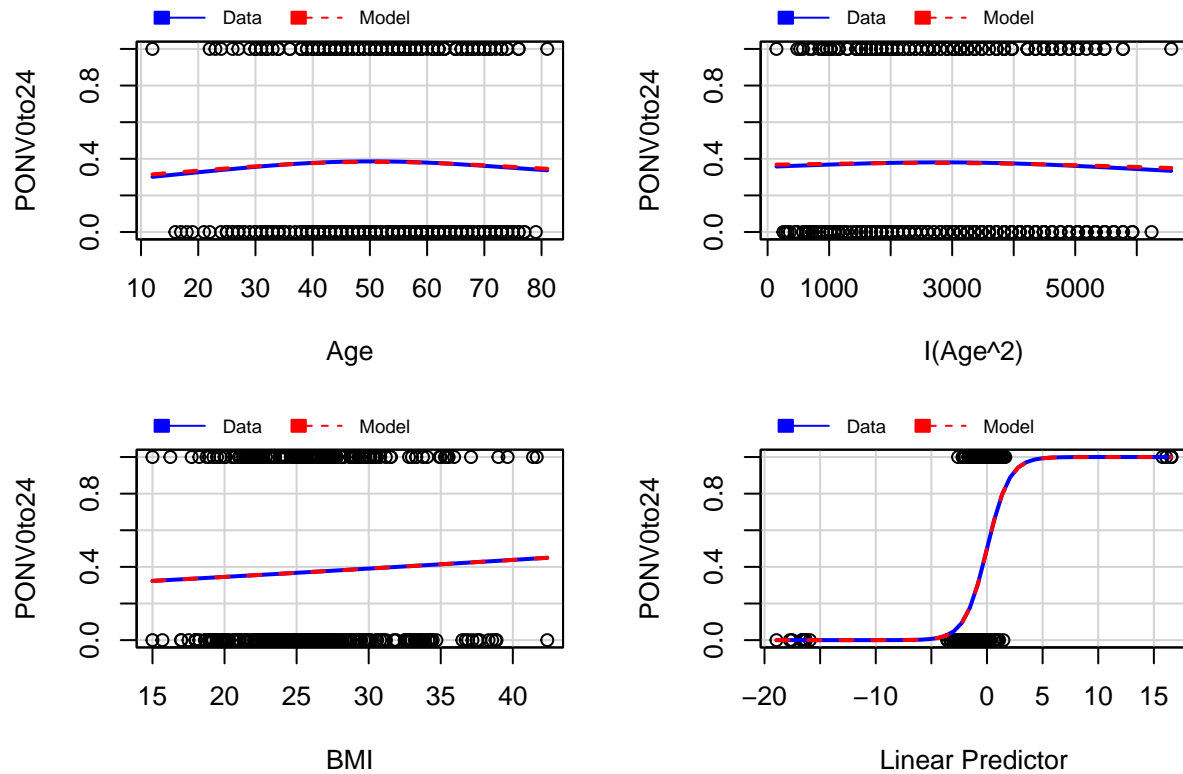 Data Model
PONV0to24
0.0 0.4 0.8
10 20 30 40 50 60 70 80
Age
Data Model
PONV0to24
0.0 0.4 0.8
0 1000 3000 5000
I(Age^2)
Data Model
PONV0to24
0.0 0.4 0.8
15 20 25 30 35 40
BMI
Data Model
PONV0to24
0.0 0.4 0.8
−20 −10 0 5 10 15
Linear Predictor